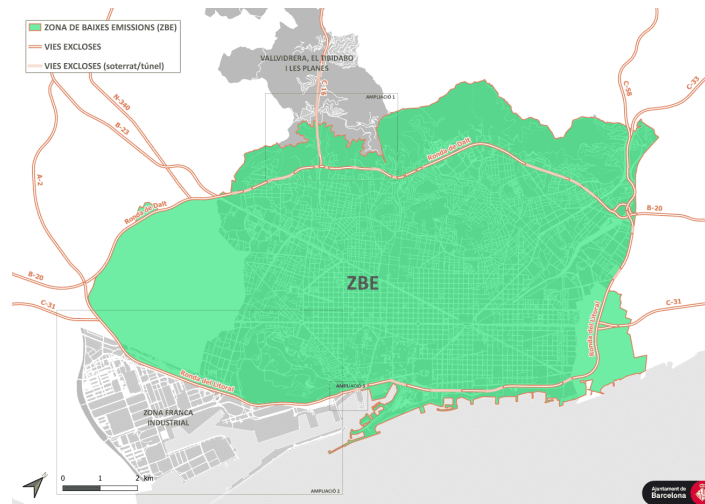 ZONA DE BAIXES EMISSIONS (ZBE)
VIES EXCLOSES
VIES EXCLOSES (soterrat/túnel)
VALLVIDRERA, EL TIBIDABO
I LES PLANES
C-16
C-58
C-33
N-340
B-23
A-2
AMPLIACIÓ 1
Ronda de Dalt
Ronda de Dalt
B-20
B-20
ZBE
C-31
C-31
Ronda del Litoral
Ronda del Litoral
AMPLIACIÓ 3
ZONA FRANCA
INDUSTRIAL
AMPLIACIÓ 2
N
0 1 2 km
Ajuntament de
Barcelona